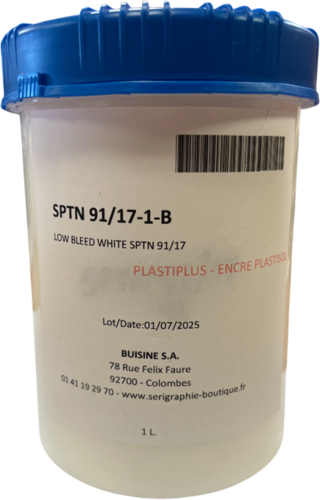 SPTN 91/17-1-B
LOW BLEED WHITE SPTN 91/17
PLASTIPLUS - ENCRE PLASTISOL
Lot/Date:01/07/2025
BUISINE S.A.
78 Rue Felix Faure
92700 - Colombes
01 41 19 29 70 - www.serigraphie-boutique.fr
1 L.